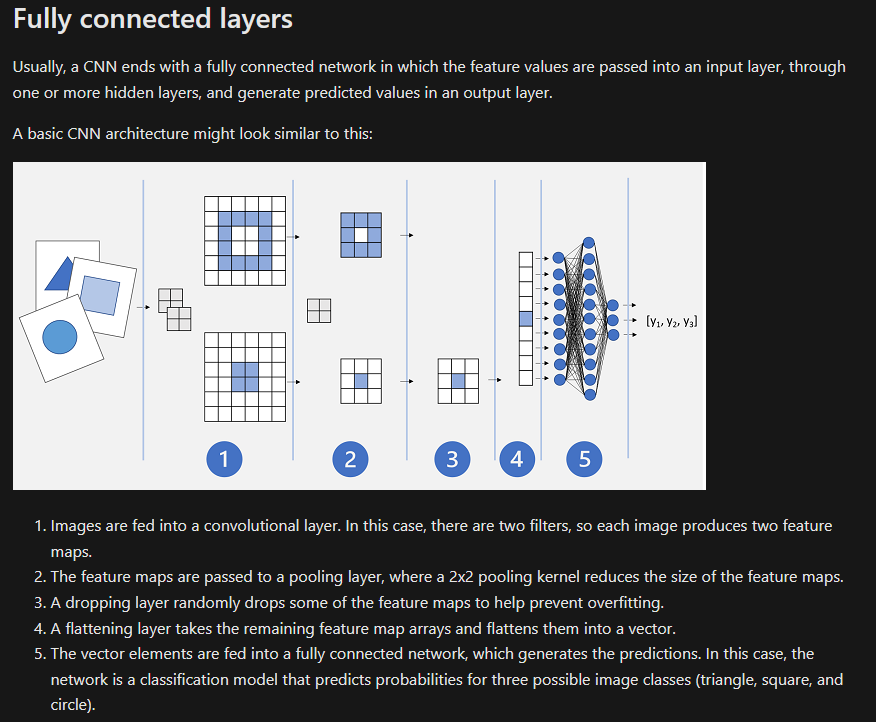 Fully connected layers
Usually, a CNN ends with a fully connected network in which the feature values are passed into an input layer, through
one or more hidden layers, and generate predicted values in an output layer.
A basic CNN architecture might look similar to this:
[y₁, y₂, y₃]
1
2
3
4
5
1. Images are fed into a convolutional layer. In this case, there are two filters, so each image produces two feature
maps.
2. The feature maps are passed to a pooling layer, where a 2x2 pooling kernel reduces the size of the feature maps.
3. A dropping layer randomly drops some of the feature maps to help prevent overfitting.
4. A flattening layer takes the remaining feature map arrays and flattens them into a vector.
5. The vector elements are fed into a fully connected network, which generates the predictions. In this case, the
network is a classification model that predicts probabilities for three possible image classes (triangle, square, and
circle).